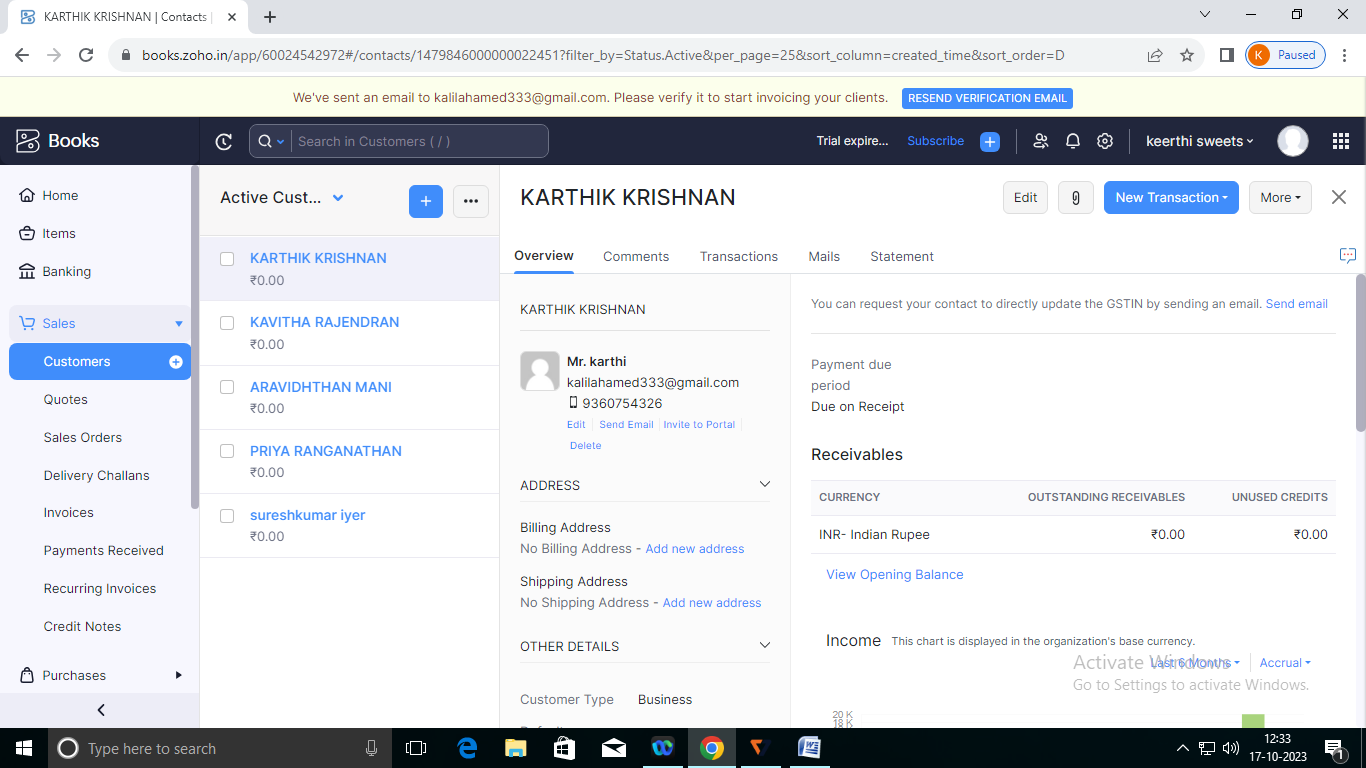 KARTHIK KRISHNAN | Contacts |
books.zoho.in/app/60024542972#/contacts/1479846000000022451?filter_by=Status.Active&per_page=25&sort_column=created_time&sort_order=D
K Paused
We've sent an email to kalilahamed333@gmail.com. Please verify it to start invoicing your clients. RESEND VERIFICATION EMAIL
Books
Search in Customers ( / )
Trial expire... Subscribe
keerthi sweets
Home
Items
Banking
Sales
Customers
Quotes
Sales Orders
Delivery Challans
Invoices
Payments Received
Recurring Invoices
Credit Notes
Purchases
Active Cust...
KARTHIK KRISHNAN
₹0.00
KAVITHA RAJENDRAN
₹0.00
ARAVIDHTHAN MANI
₹0.00
PRIYA RANGANATHAN
₹0.00
sureshkumar iyer
₹0.00
KARTHIK KRISHNAN
Edit New Transaction More
Overview Comments Transactions Mails Statement
KARTHIK KRISHNAN
Mr. karthi
kalilahamed333@gmail.com
9360754326
Edit Send Email Invite to Portal
Delete
ADDRESS
Billing Address
No Billing Address - Add new address
Shipping Address
No Shipping Address - Add new address
OTHER DETAILS
Customer Type Business
You can request your contact to directly update the GSTIN by sending an email. Send email
Payment due
period
Due on Receipt
Receivables
CURRENCY OUTSTANDING RECEIVABLES UNUSED CREDITS
INR- Indian Rupee ₹0.00 ₹0.00
View Opening Balance
Income This chart is displayed in the organization's base currency.
Last 6 Months Accrual
Activate Windows
Go to Settings to activate Windows.
20 K
18 K
Type here to search
12:33
17-10-2023
1